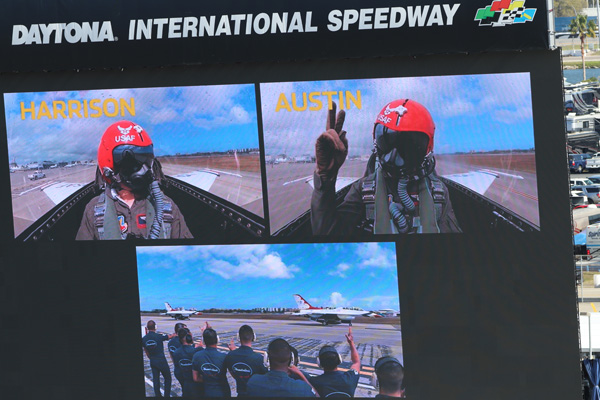 DAYTONA INTERNATIONAL SPEEDWAY
HARRISON
AUSTIN
USAF
USAF